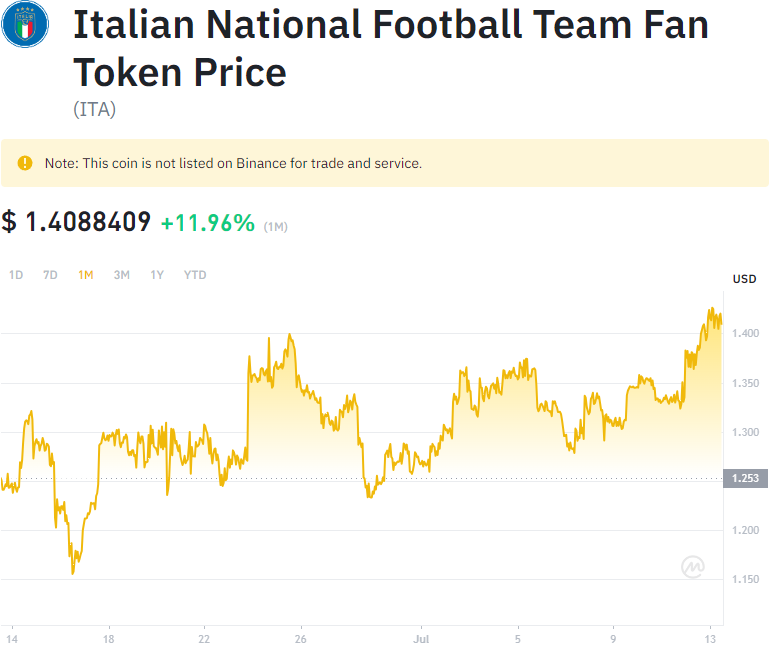 Italian National Football Team Fan
Token Price
(ITA)
Note: This coin is not listed on Binance for trade and service.
$ 1.4088409 +11.96% (1M)
1D 7D 1M 3M 1Y YTD
USD
1.400
1.350
1.300
1.253
1.200
1.150
14 18 22 26 Jul 5 9 13